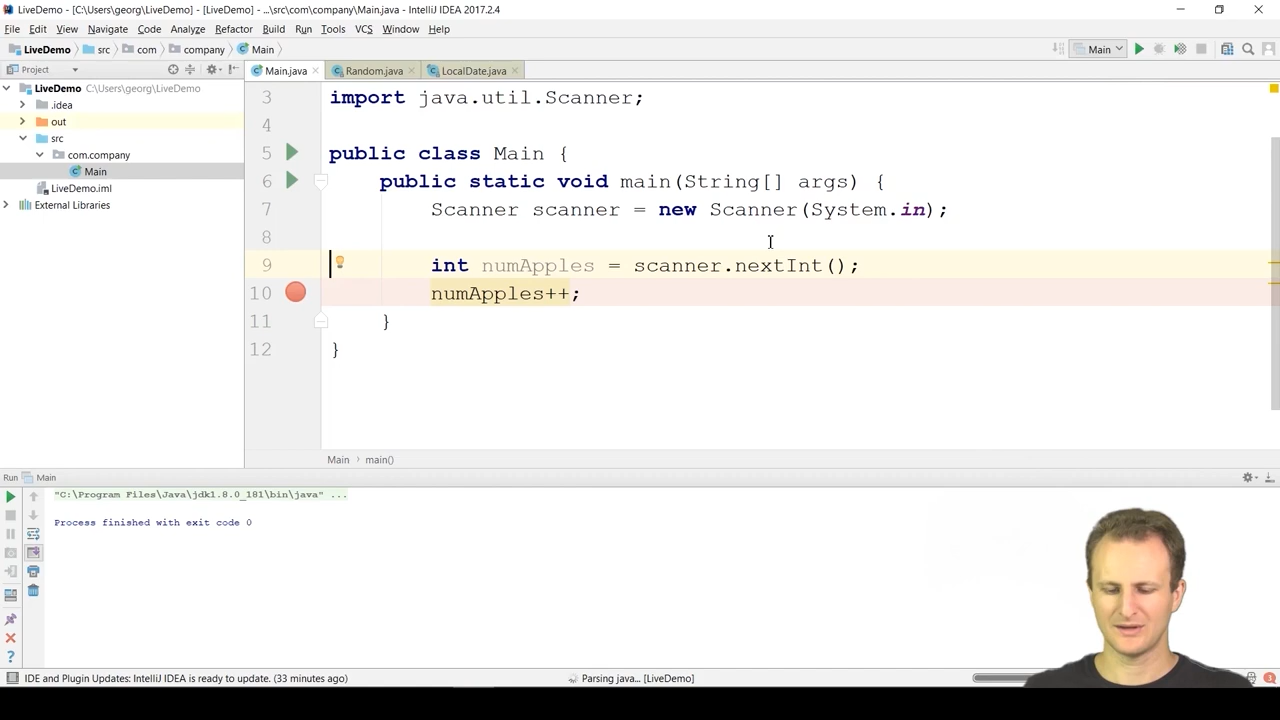 LiveDemo - [C:\Users\georg\LiveDemo] - [LiveDemo] - ...\src\com\company\Main.java - IntelliJ IDEA 2017.2.4
File Edit View Navigate Code Analyze Refactor Build Run Tools VCS Window Help
LiveDemo src com company Main Main
Project Main.java Random.java LocalDate.java
LiveDemo C:\Users\georg\LiveDemo
.idea
out
src
com.company
Main
LiveDemo.iml
External Libraries
3 import java.util.Scanner;
4
5 public class Main {
6 public static void main(String[] args) {
7 Scanner scanner = new Scanner(System.in);
8
9 int numApples = scanner.nextInt();
10 numApples++;
11 }
12 }
Main main()
Run Main
"C:\Program Files\Java\jdk1.8.0_181\bin\java" ...
Process finished with exit code 0
IDE and Plugin Updates: IntelliJ IDEA is ready to update. (33 minutes ago) Parsing java... [LiveDemo]